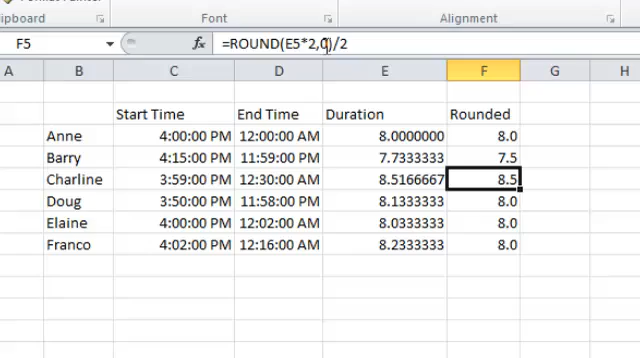 lipboard Font Alignment
F5 fx =ROUND(E5*2,0)/2
A B C D E F G H
Start Time End Time Duration Rounded
Anne 4:00:00 PM 12:00:00 AM 8.0000000 8.0
Barry 4:15:00 PM 11:59:00 PM 7.7333333 7.5
Charline 3:59:00 PM 12:30:00 AM 8.5166667 8.5
Doug 3:50:00 PM 11:58:00 PM 8.1333333 8.0
Elaine 4:00:00 PM 12:02:00 AM 8.0333333 8.0
Franco 4:02:00 PM 12:16:00 AM 8.2333333 8.0